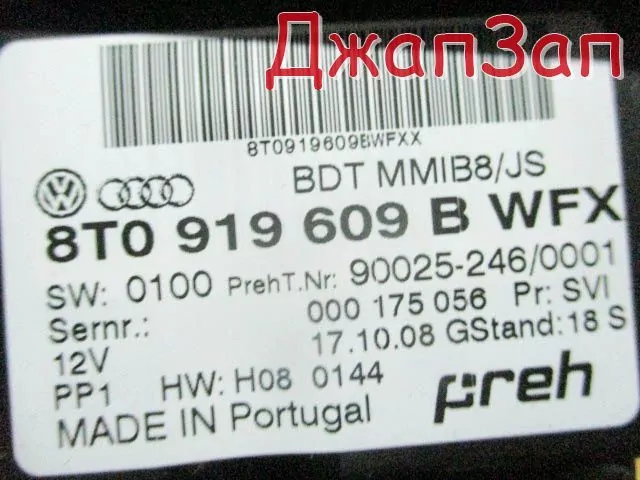 ДжапЗап
8T0919609BWFXX
BDT MMIB8/JS
8T0 919 609 B WFX
SW: 0100 PrehT.Nr: 90025-246/0001
Sernr.: 000 175 056 Pr: SVI
12V 17.10.08 GStand: 18 S
PP1 HW: H08 0144
preh
MADE IN Portugal